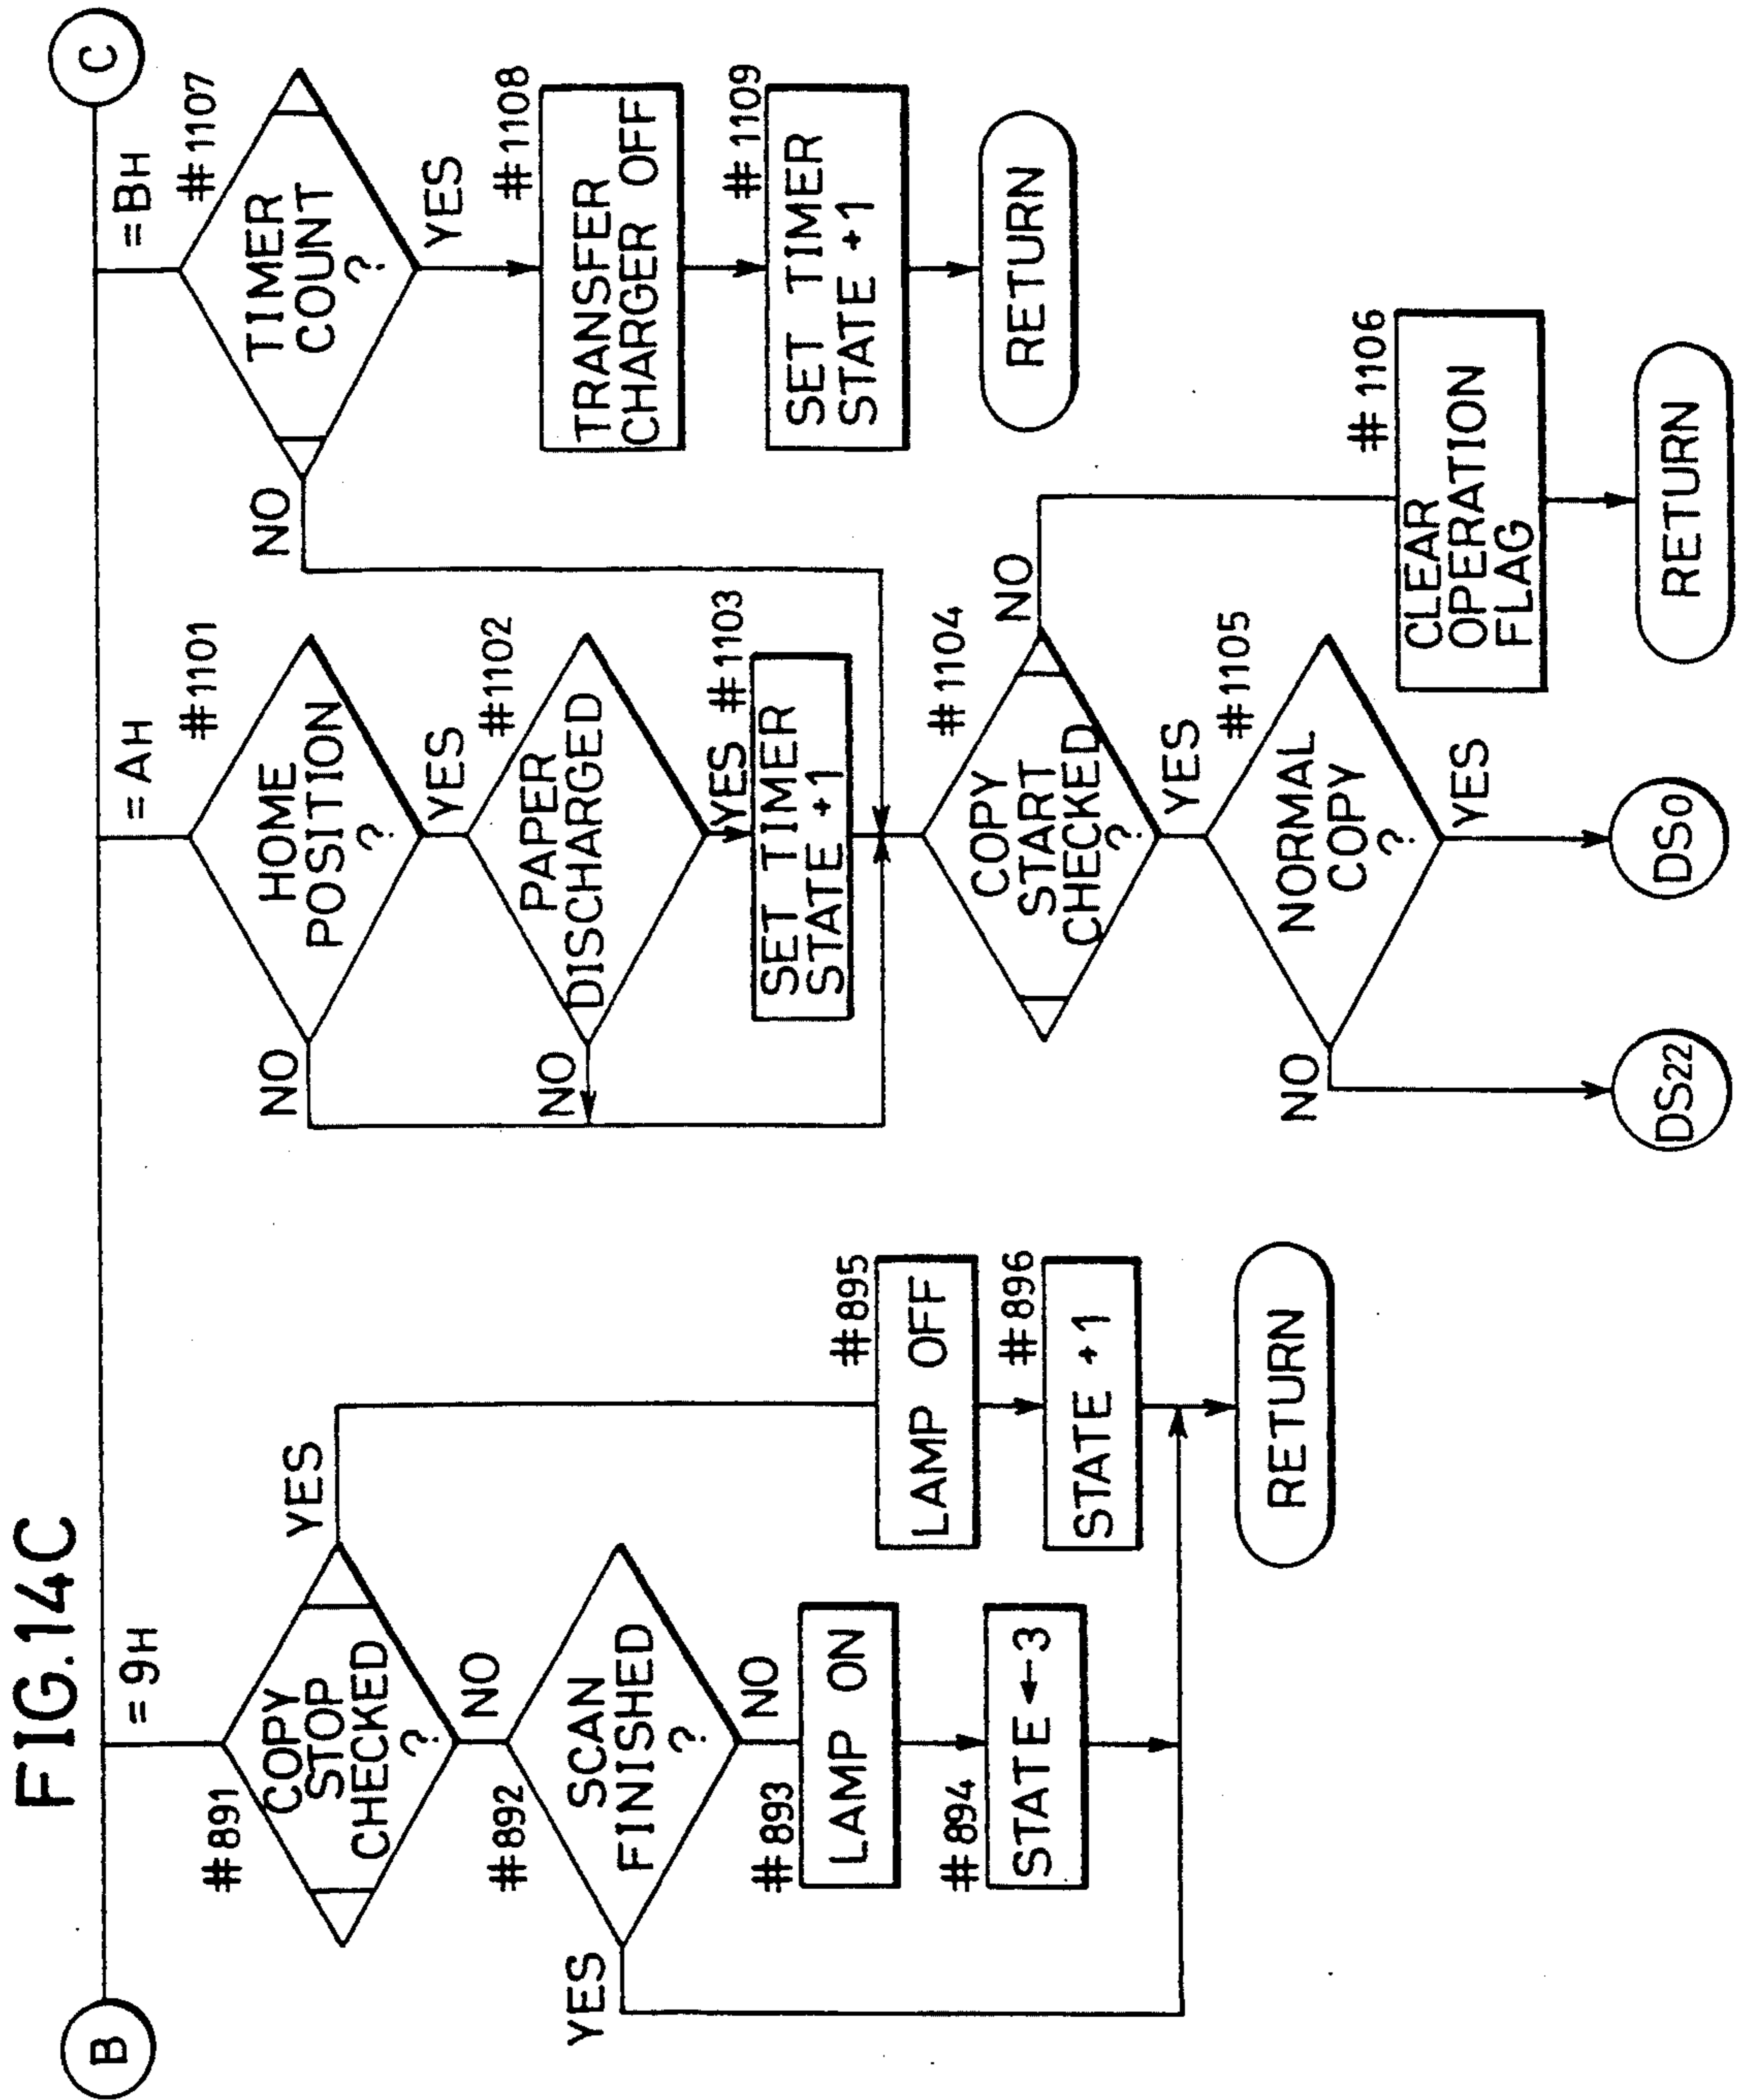 FIG.14C
B
C
= 9H
#891
COPY
STOP
CHECKED
?
YES
NO
#892
SCAN
FINISHED
?
YES
NO
#893
LAMP ON
#894
STATE ← 3
#895
LAMP OFF
#896
STATE +1
RETURN
= AH
#1101
HOME
POSITION
?
NO
YES
#1102
PAPER
DISCHARGED
NO
YES
#1103
SET TIMER
STATE +1
#1104
COPY
START
CHECKED
?
NO
YES
#1105
NORMAL
COPY
?
NO
YES
DS22
DS0
#1106
CLEAR
OPERATION
FLAG
RETURN
= BH
#1107
TIMER
COUNT
?
NO
YES
#1108
TRANSFER
CHARGER OFF
#1109
SET TIMER
STATE +1
RETURN